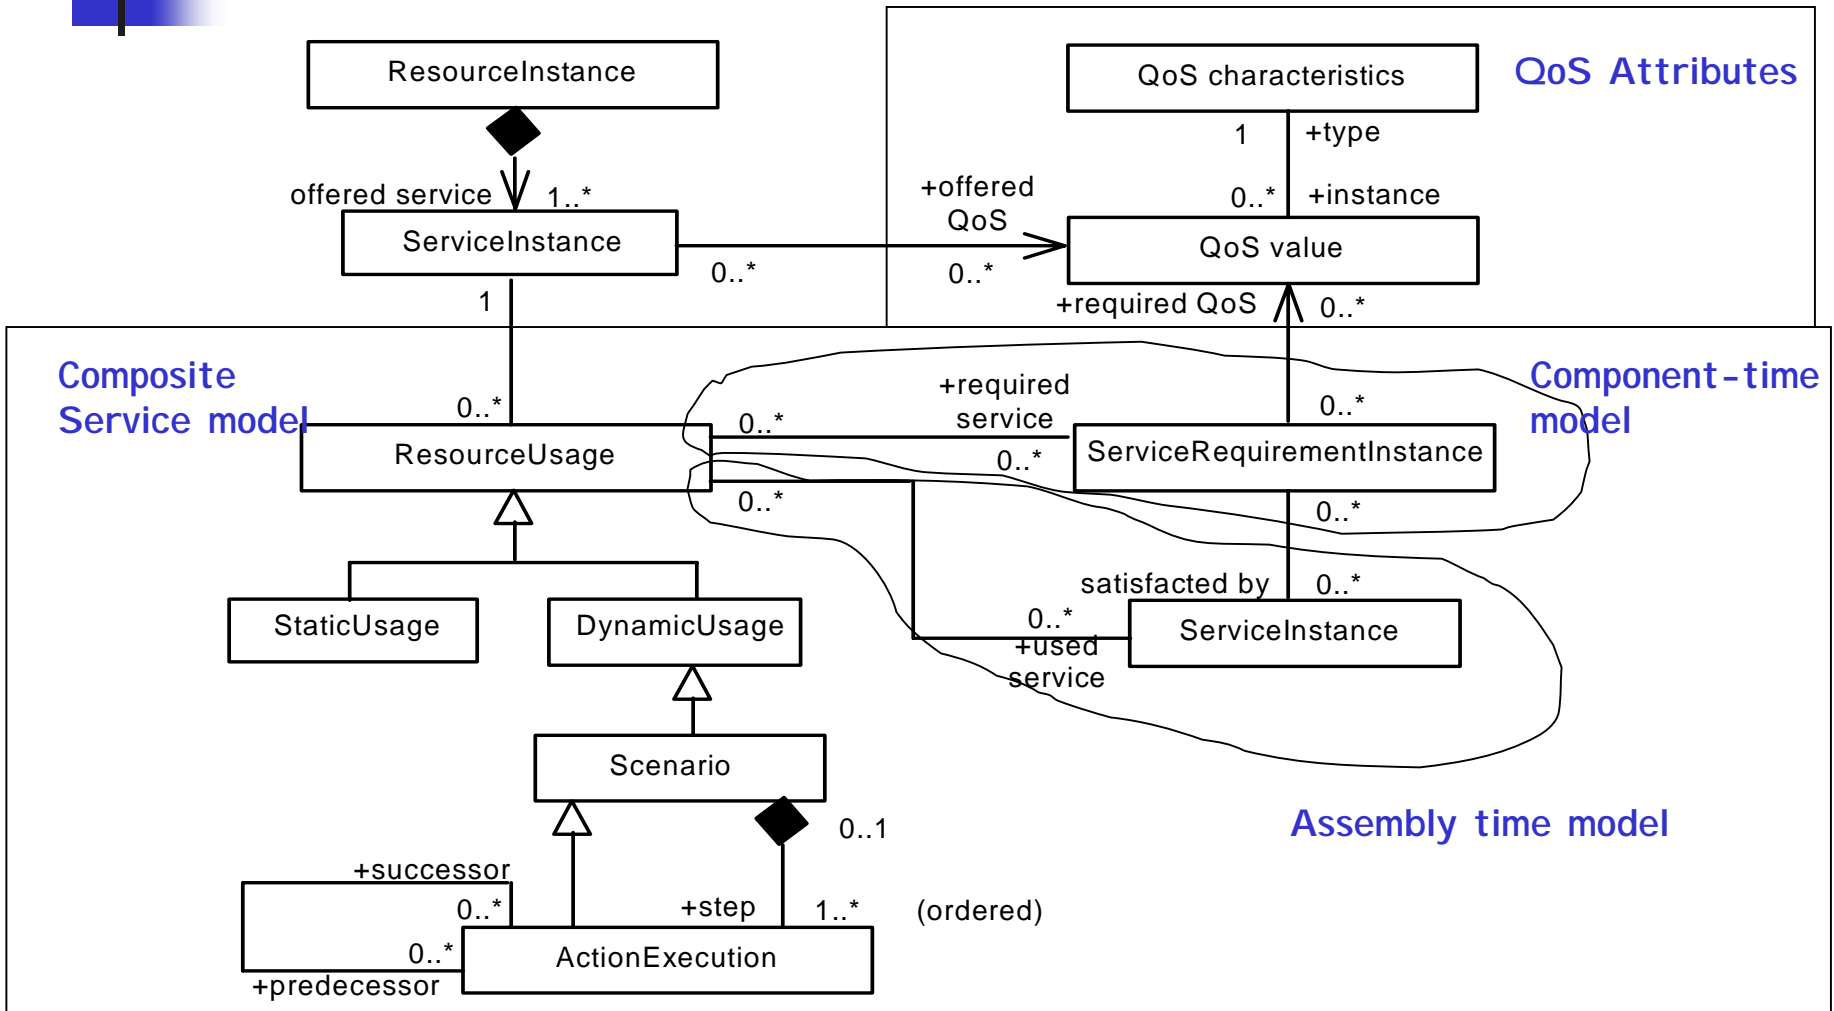 ResourceInstance
QoS characteristics
QoS Attributes
1
+type
offered service
1..*
+offered
QoS
0..*
+instance
ServiceInstance
QoS value
0..*
0..*
1
+required QoS
0..*
Composite
Service model
Component-time
model
0..*
+required
service
0..*
0..*
ResourceUsage
0..*
ServiceRequirementInstance
0..*
0..*
satisfacted by
0..*
StaticUsage
DynamicUsage
0..*
+used
service
ServiceInstance
Scenario
0..1
Assembly time model
+successor
0..*
+step
1..*
(ordered)
0..*
ActionExecution
+predecessor